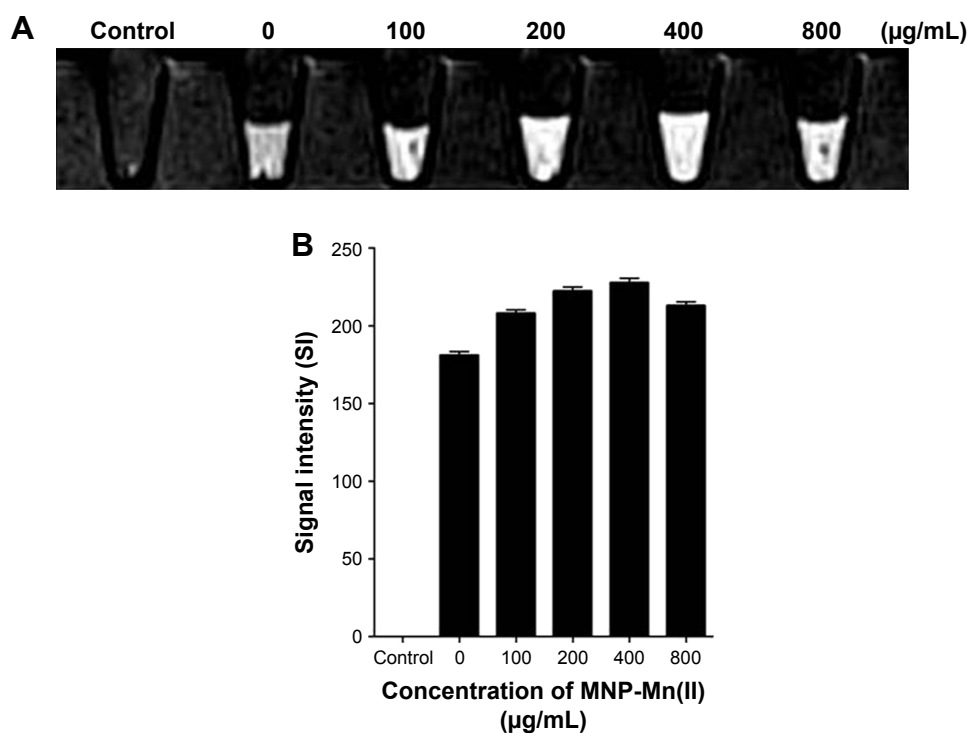 A
Control 0 100 200 400 800 (µg/mL)
B
250
200
150
100
50
0
Signal intensity (SI)
Control 0 100 200 400 800
Concentration of MNP-Mn(II)
(µg/mL)